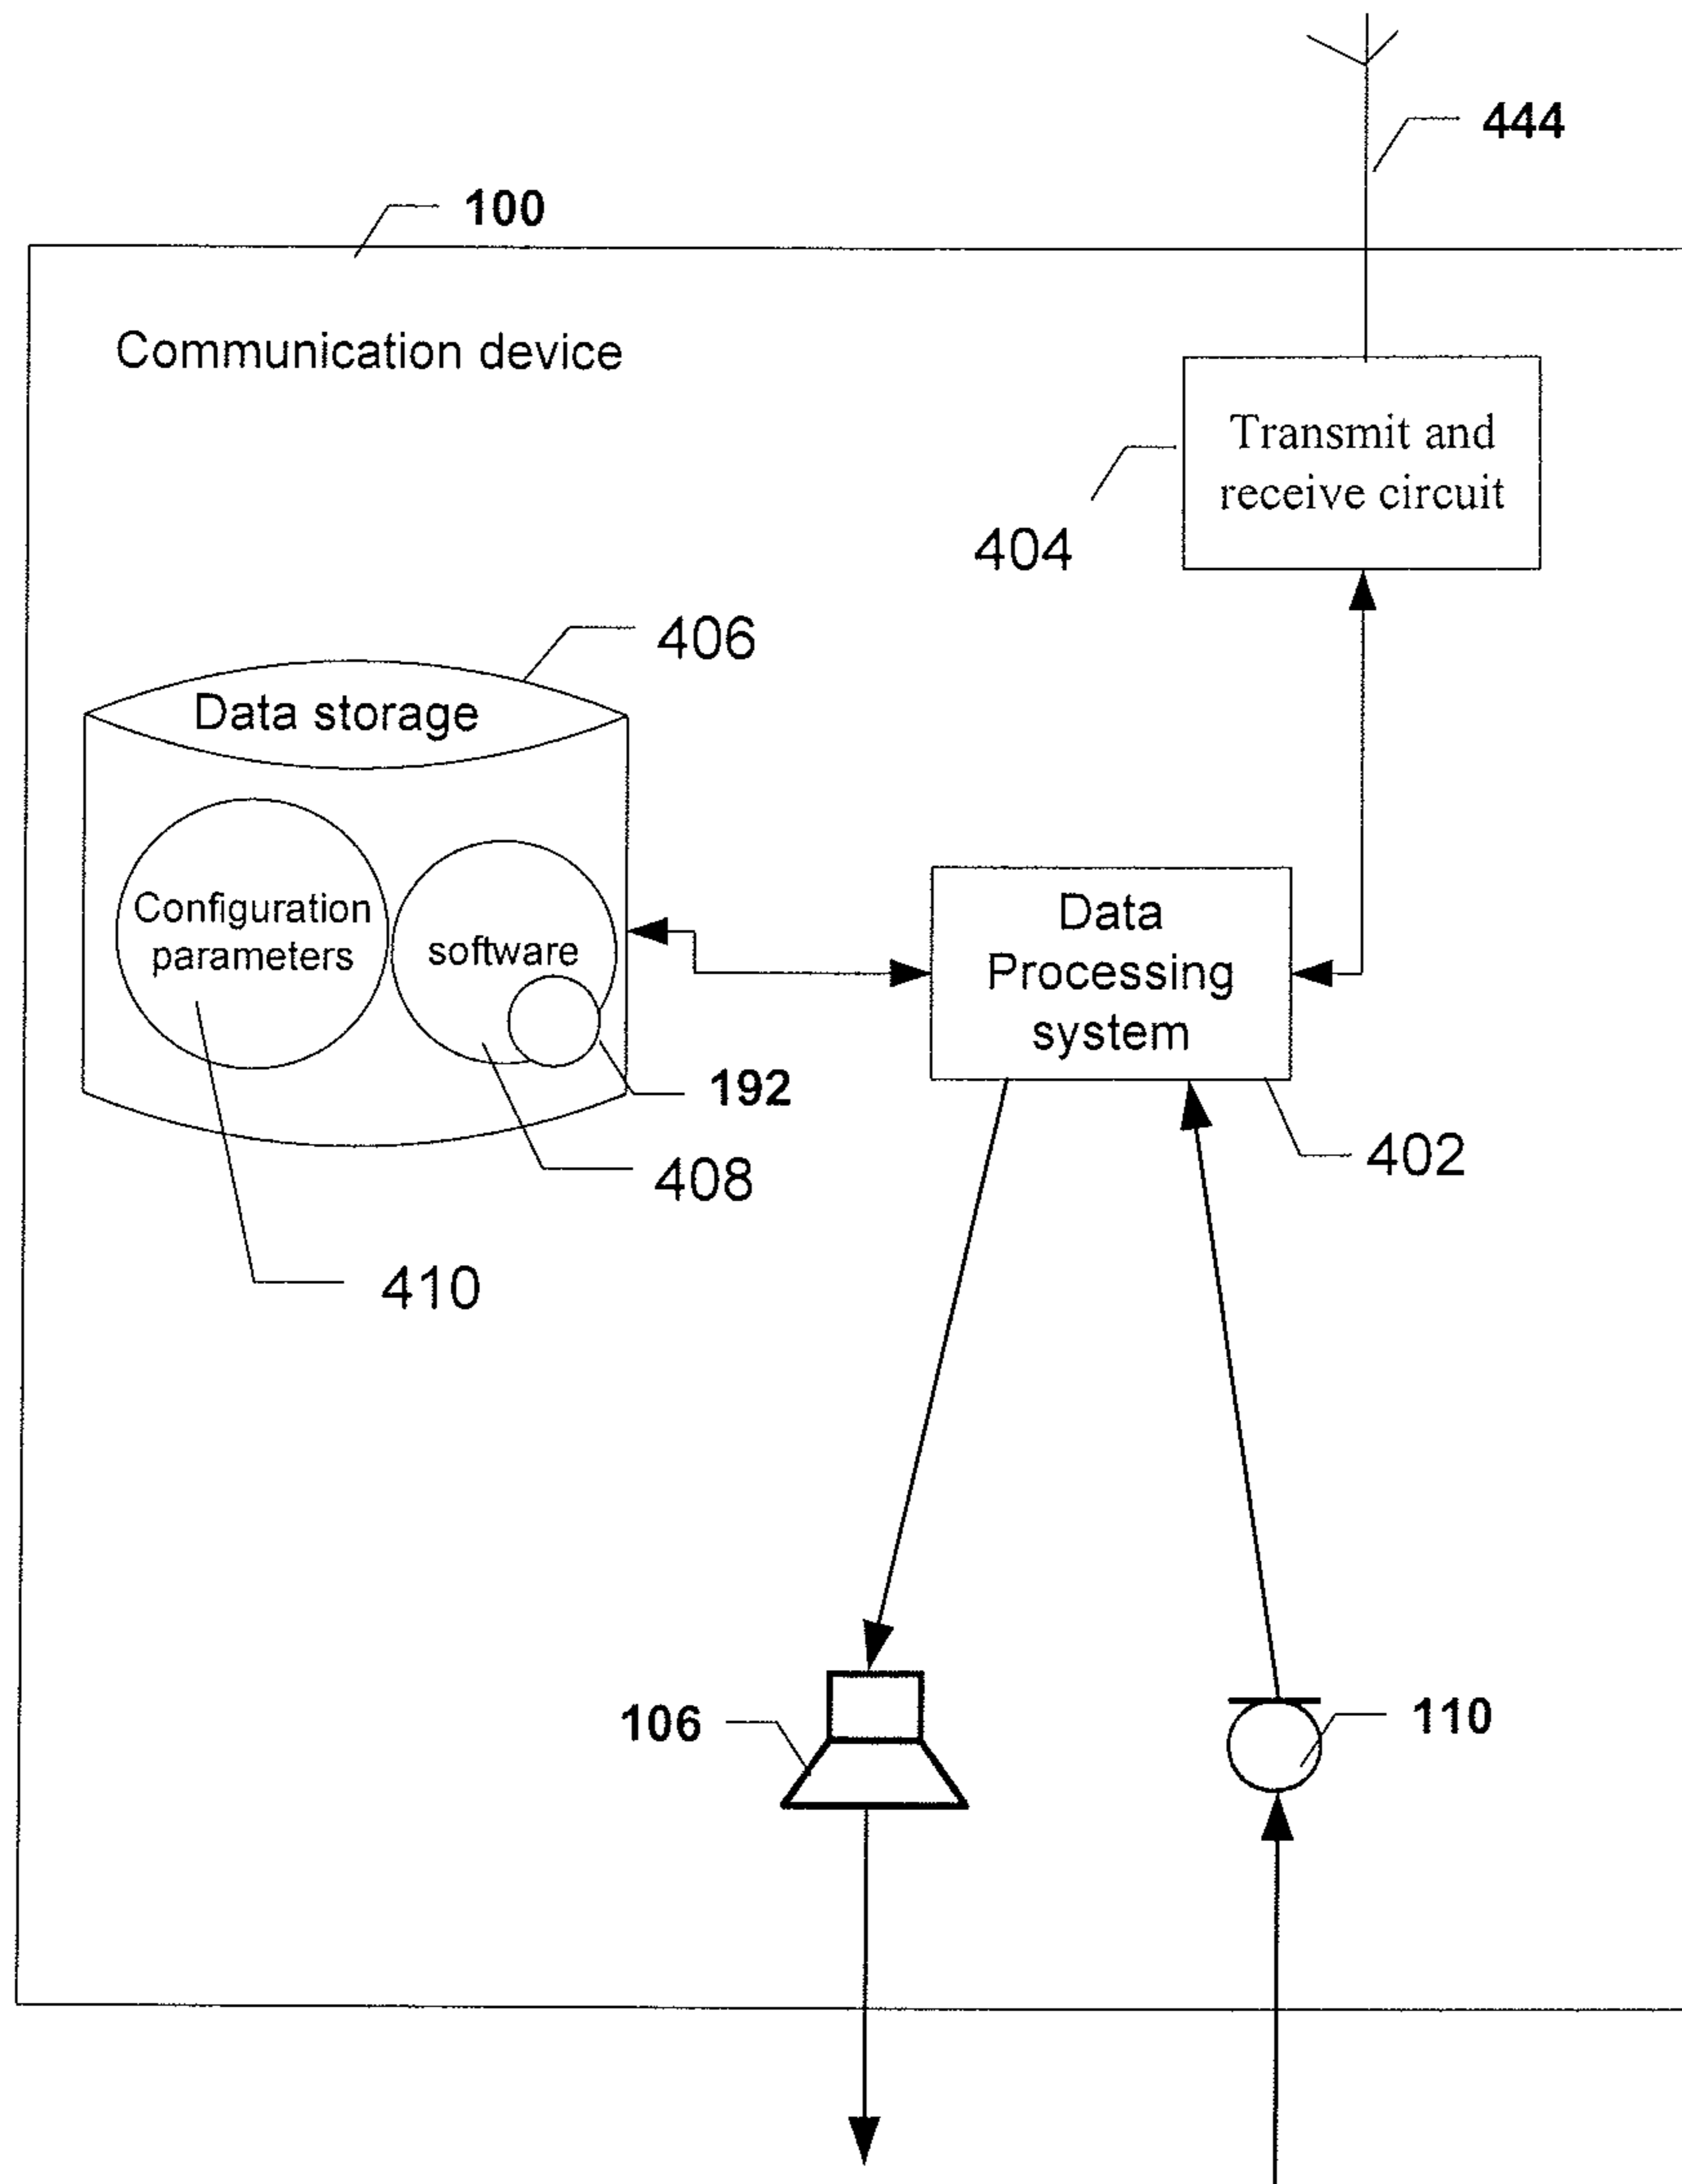 444
100
Communication device
Transmit and
receive circuit
404
406
Data storage
Configuration
parameters
software
Data
Processing
system
192
402
408
410
106
110